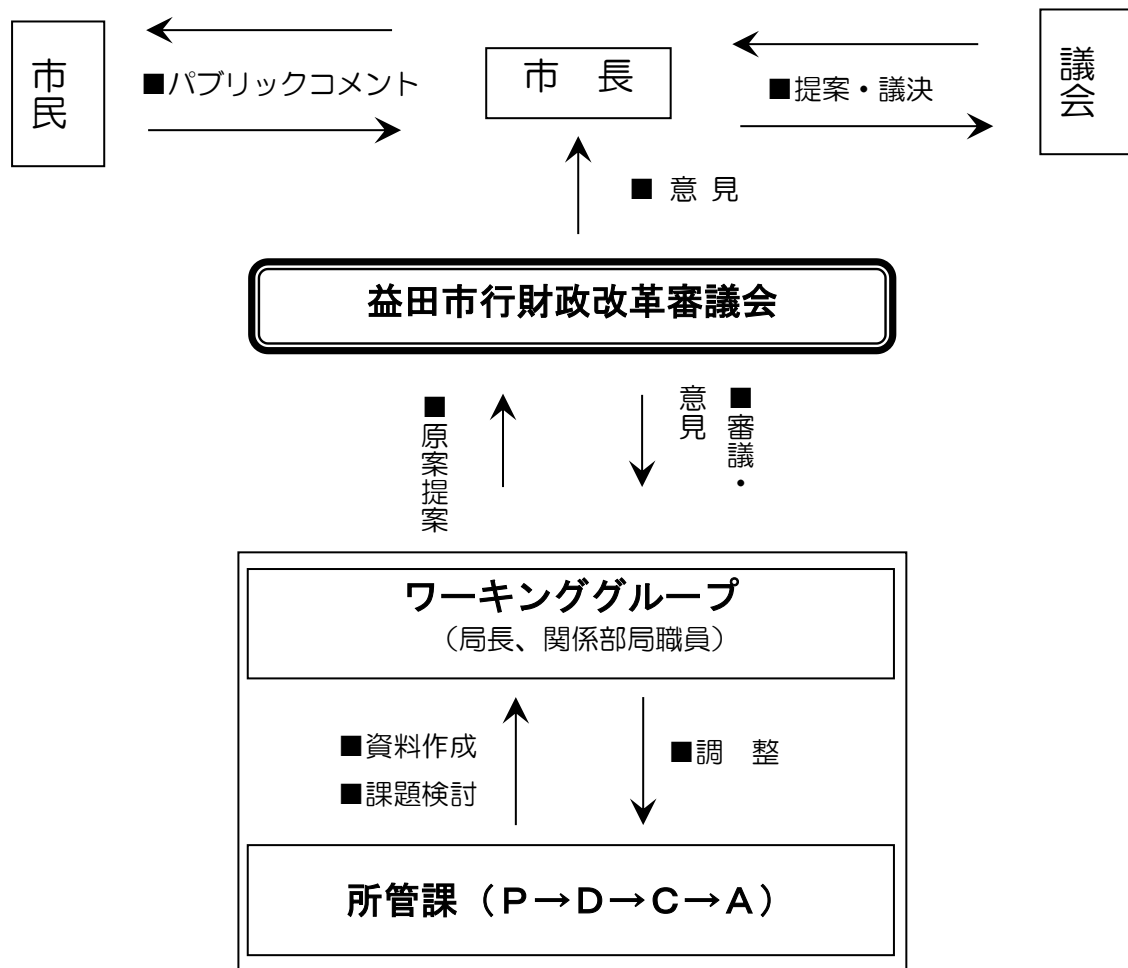 市民
■パブリックコメント
市 長
■提案・議決
議会
■ 意 見
益田市行財政改革審議会
■原案提案
■審議・
意見
ワーキンググループ
（局長、関係部局職員）
■資料作成
■課題検討
■調 整
所管課（Ｐ→Ｄ→Ｃ→Ａ）